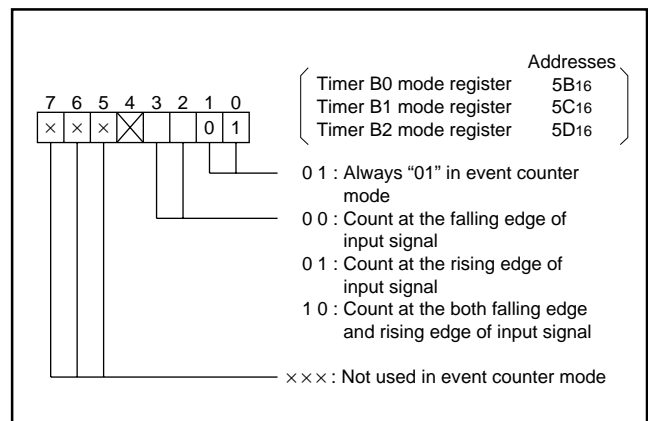 Addresses
Timer B0 mode register 5B16
Timer B1 mode register 5C16
Timer B2 mode register 5D16
7 6 5 4 3 2 1 0
× × × 0 1
0 1 : Always “01” in event counter
mode
0 0 : Count at the falling edge of
input signal
0 1 : Count at the rising edge of
input signal
1 0 : Count at the both falling edge
and rising edge of input signal
××× : Not used in event counter mode